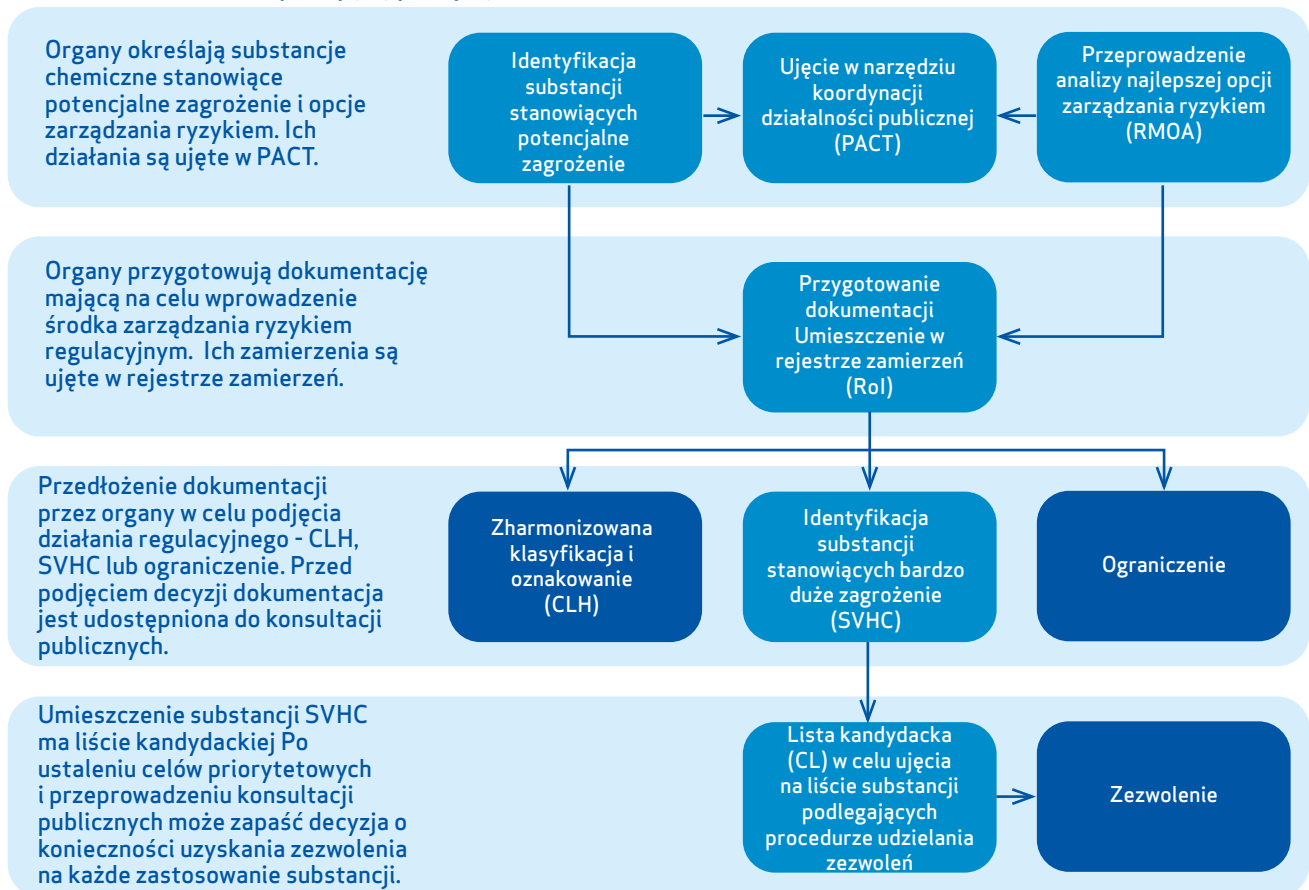 Organy określają substancje
chemiczne stanowiące
potencjalne zagrożenie i opcje
zarządzania ryzykiem. Ich
działania są ujęte w PACT.
Identyfikacja
substancji
stanowiących
potencjalne
zagrożenie
Ujęcie w narzędziu
koordynacji
działalności publicznej
(PACT)
Przeprowadzenie
analizy najlepszej opcji
zarządzania ryzykiem
(RMOA)
Organy przygotowują dokumentację
mającą na celu wprowadzenie
środka zarządzania ryzykiem
regulacyjnym. Ich zamierzenia są
ujęte w rejestrze zamierzeń.
Przygotowanie
dokumentacji
Umieszczenie w
rejestrze zamierzeń
(RoI)
Przedłożenie dokumentacji
przez organy w celu podjęcia
działania regulacyjnego - CLH,
SVHC lub ograniczenie. Przed
podjęciem decyzji dokumentacja
jest udostępniona do konsultacji
publicznych.
Zharmonizowana
klasyfikacja i
oznakowanie
(CLH)
Identyfikacja
substancji
stanowiących bardzo
duże zagrożenie
(SVHC)
Ograniczenie
Umieszczenie substancji SVHC
ma liście kandydackiej Po
ustaleniu celów priorytetowych
i przeprowadzeniu konsultacji
publicznych może zapaść decyzja o
konieczności uzyskania zezwolenia
na każde zastosowanie substancji.
Lista kandydacka
(CL) w celu ujęcia
na liście substancji
podlegających
procedurze udzielania
zezwoleń
Zezwolenie